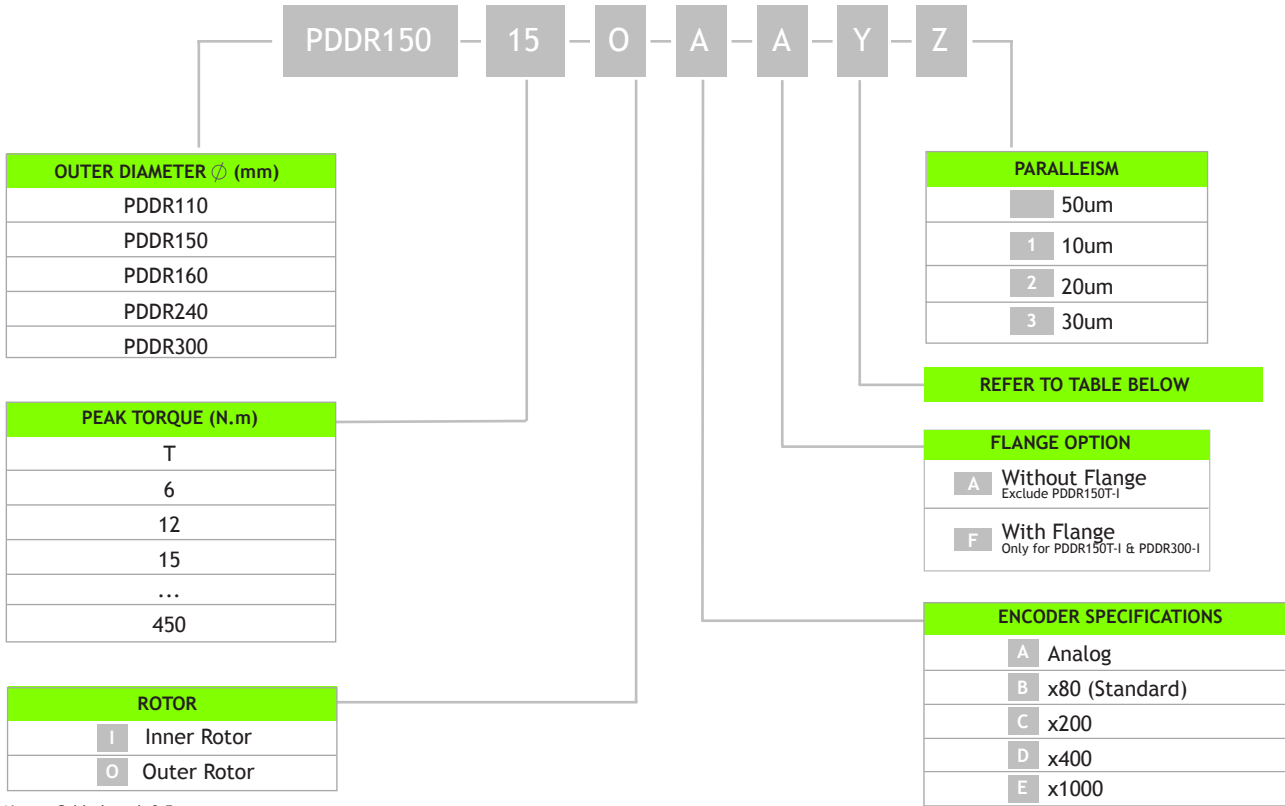 PDDR150 15 O A A Y Z
OUTER DIAMETER ∅ (mm)
PDDR110
PDDR150
PDDR160
PDDR240
PDDR300
PEAK TORQUE (N.m)
T
6
12
15
...
450
ROTOR
I Inner Rotor
O Outer Rotor
PARALLEISM
50um
1 10um
2 20um
3 30um
REFER TO TABLE BELOW
FLANGE OPTION
A Without Flange
Exclude PDDR150T-I
F With Flange
Only for PDDR150T-I & PDDR300-I
ENCODER SPECIFICATIONS
A Analog
B x80 (Standard)
C x200
D x400
E x1000